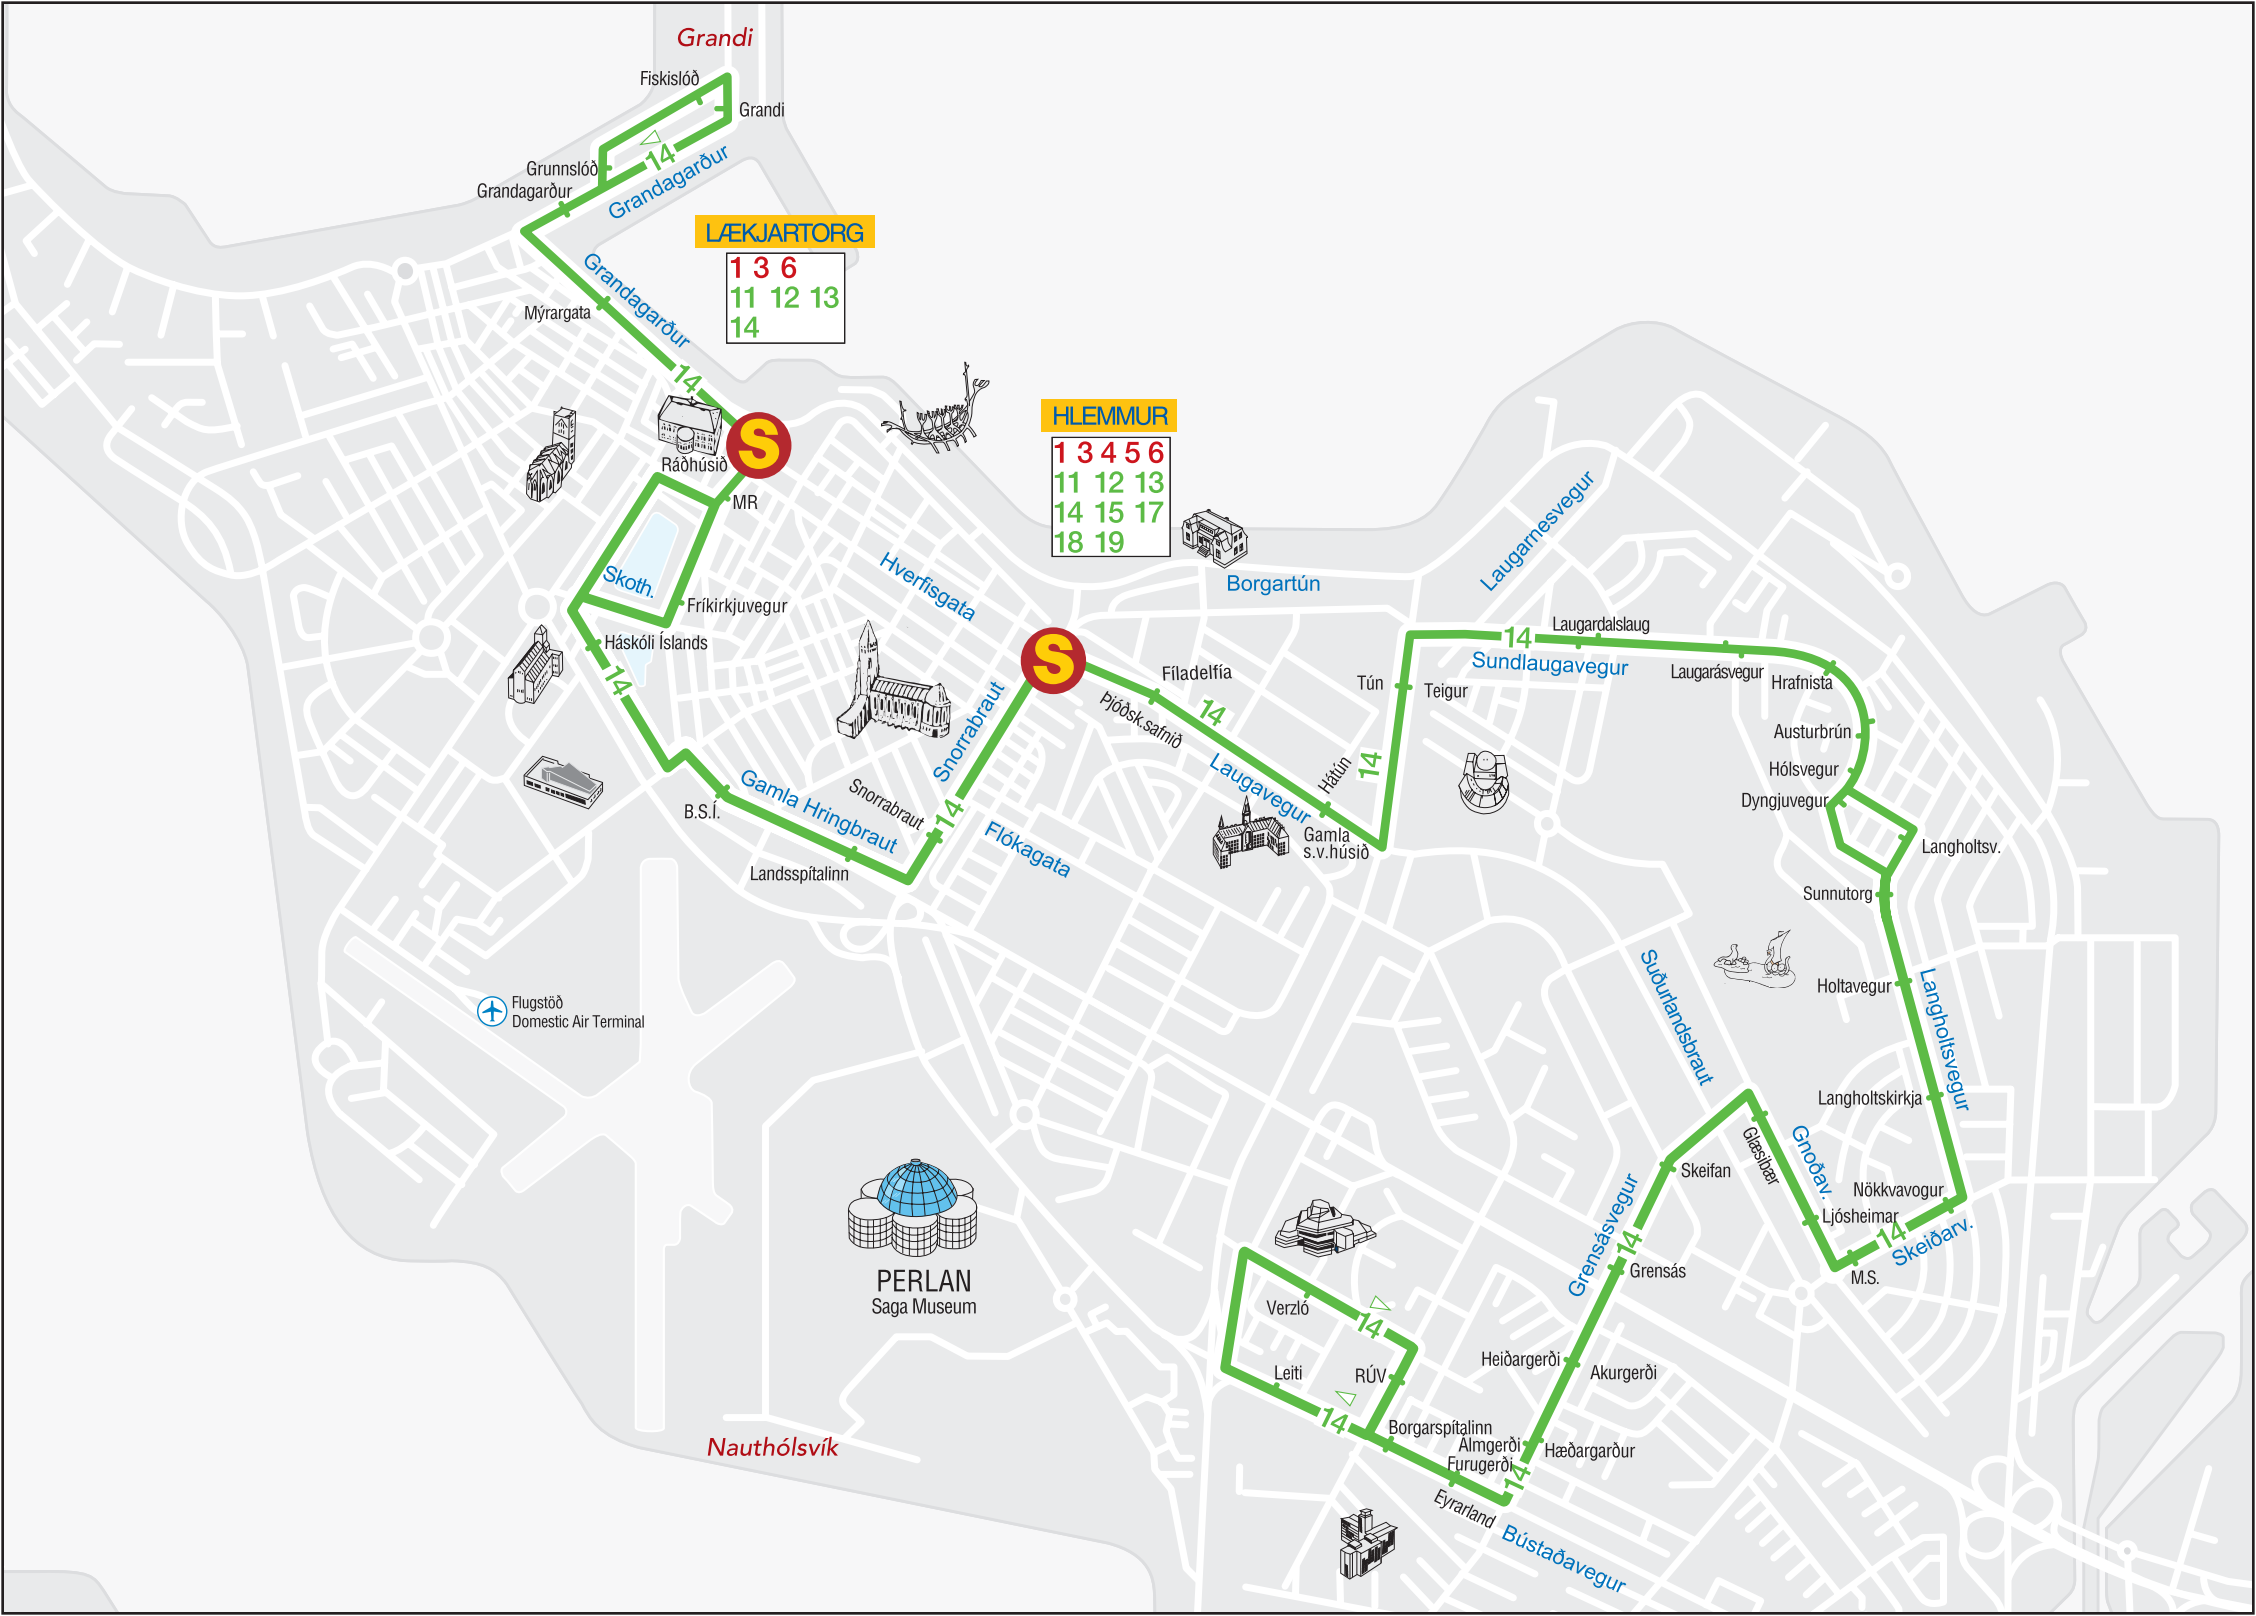 Grandi
Fiskislóð
Grandi
14
Grunnslóð
Grandagarður
Grandagarður
LÆKJARTORG
1 3 6
11 12 13
14
Grandagarður
Mýrargata
14
S
Ráðhúsið
MR
HLEMMUR
1 3 4 5 6
11 12 13
14 15 17
18 19
Skoth.
Fríkirkjuvegur
Háskóli Íslands
14
Hverfisgata
Borgartún
Laugarnesvegur
S
Laugardalslaug
14
Sundlaugavegur
Laugarásvegur
Hrafnista
Fíladelfía
Þjóðsk.safnið
14
Tún
Teigur
Snorrabraut
Austurbrún
Hólsvegur
Dyngjuvegur
Langholtsv.
Sunnutorg
Laugavegur
Hátún
14
Gamla
s.v.húsið
B.S.Í.
Gamla Hringbraut
Snorrabraut
14
Flókagata
Landsspítalinn
Flugstöð
Domestic Air Terminal
Suðurlandsbraut
Holtavegur
Langholtsvegur
Langholtskirkja
Glæsibær
Gnoðav.
Skeifan
Nökkvavogur
Ljósheimar
14
Skeiðarv.
M.S.
PERLAN
Saga Museum
Grensásvegur
14
Grensás
Verzló
14
Heiðargerði
Akurgerði
Leiti
RÚV
14
Borgarspítalinn
Álmgerði
Hæðargarður
Furugerði
14
Eyrarland
Bústaðavegur
Nauthólsvík